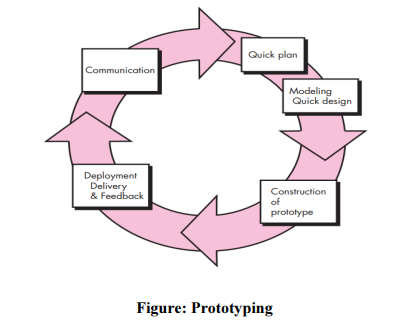 Communication
Quick plan
Modeling
Quick design
Construction
of
prototype
Deployment
Delivery
& Feedback
Figure: Prototyping